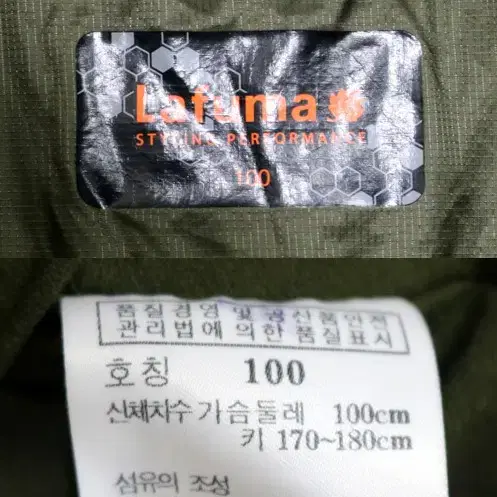 Lafuma
STYLING PERFORMANCE
100
품질경영 및 공산품안전
관리법에 의한 품질표시
호칭 100
신체치수 가슴둘레 100cm
키 170~180cm
섬유의 조성